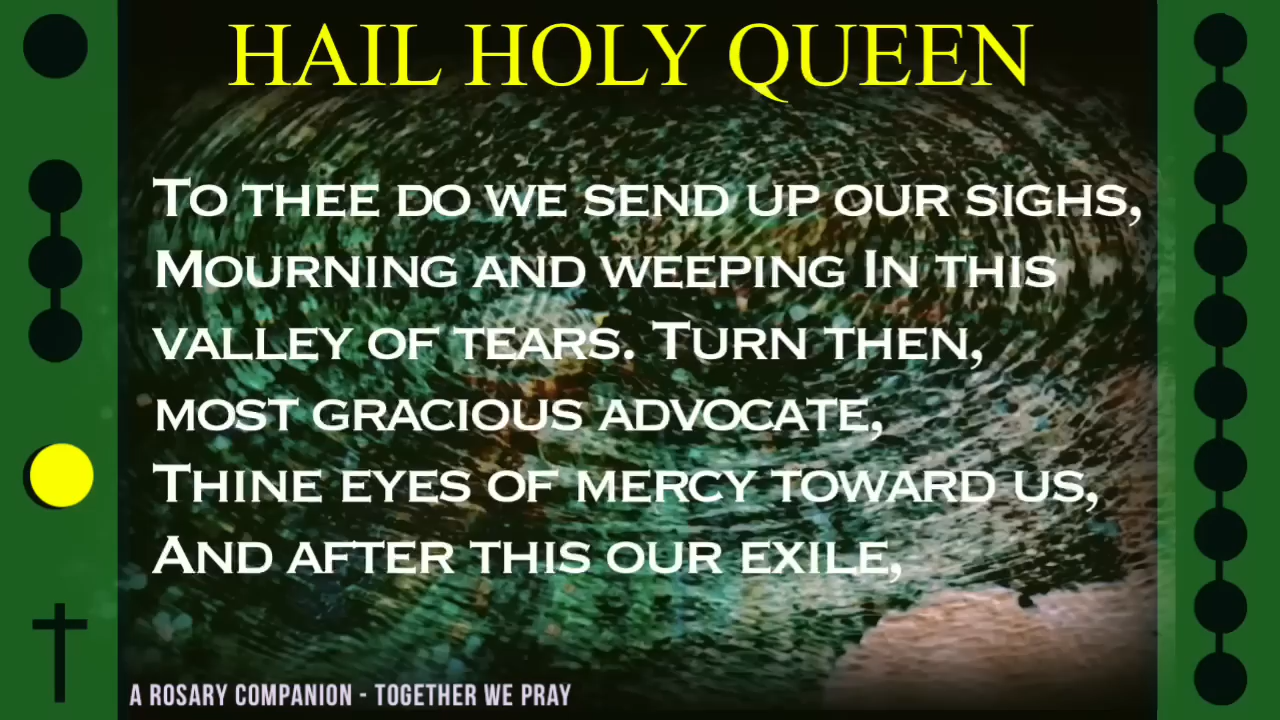 HAIL HOLY QUEEN
To thee do we send up our sighs,
Mourning and weeping In this
valley of tears. Turn then,
most gracious advocate,
Thine eyes of mercy toward us,
And after this our exile,
A ROSARY COMPANION - TOGETHER WE PRAY